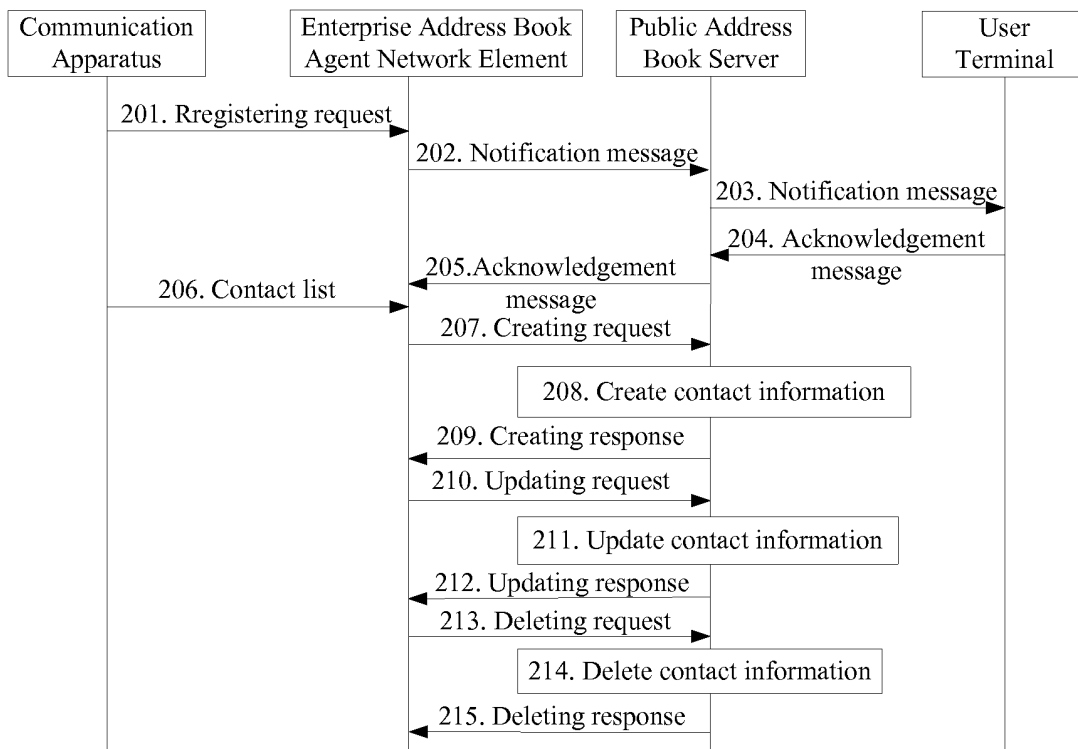 Communication
Apparatus
Enterprise Address Book
Agent Network Element
Public Address
Book Server
User
Terminal
201. Rregistering request
202. Notification message
203. Notification message
204. Acknowledgement
message
205.Acknowledgement
message
206. Contact list
207. Creating request
208. Create contact information
209. Creating response
210. Updating request
211. Update contact information
212. Updating response
213. Deleting request
214. Delete contact information
215. Deleting response